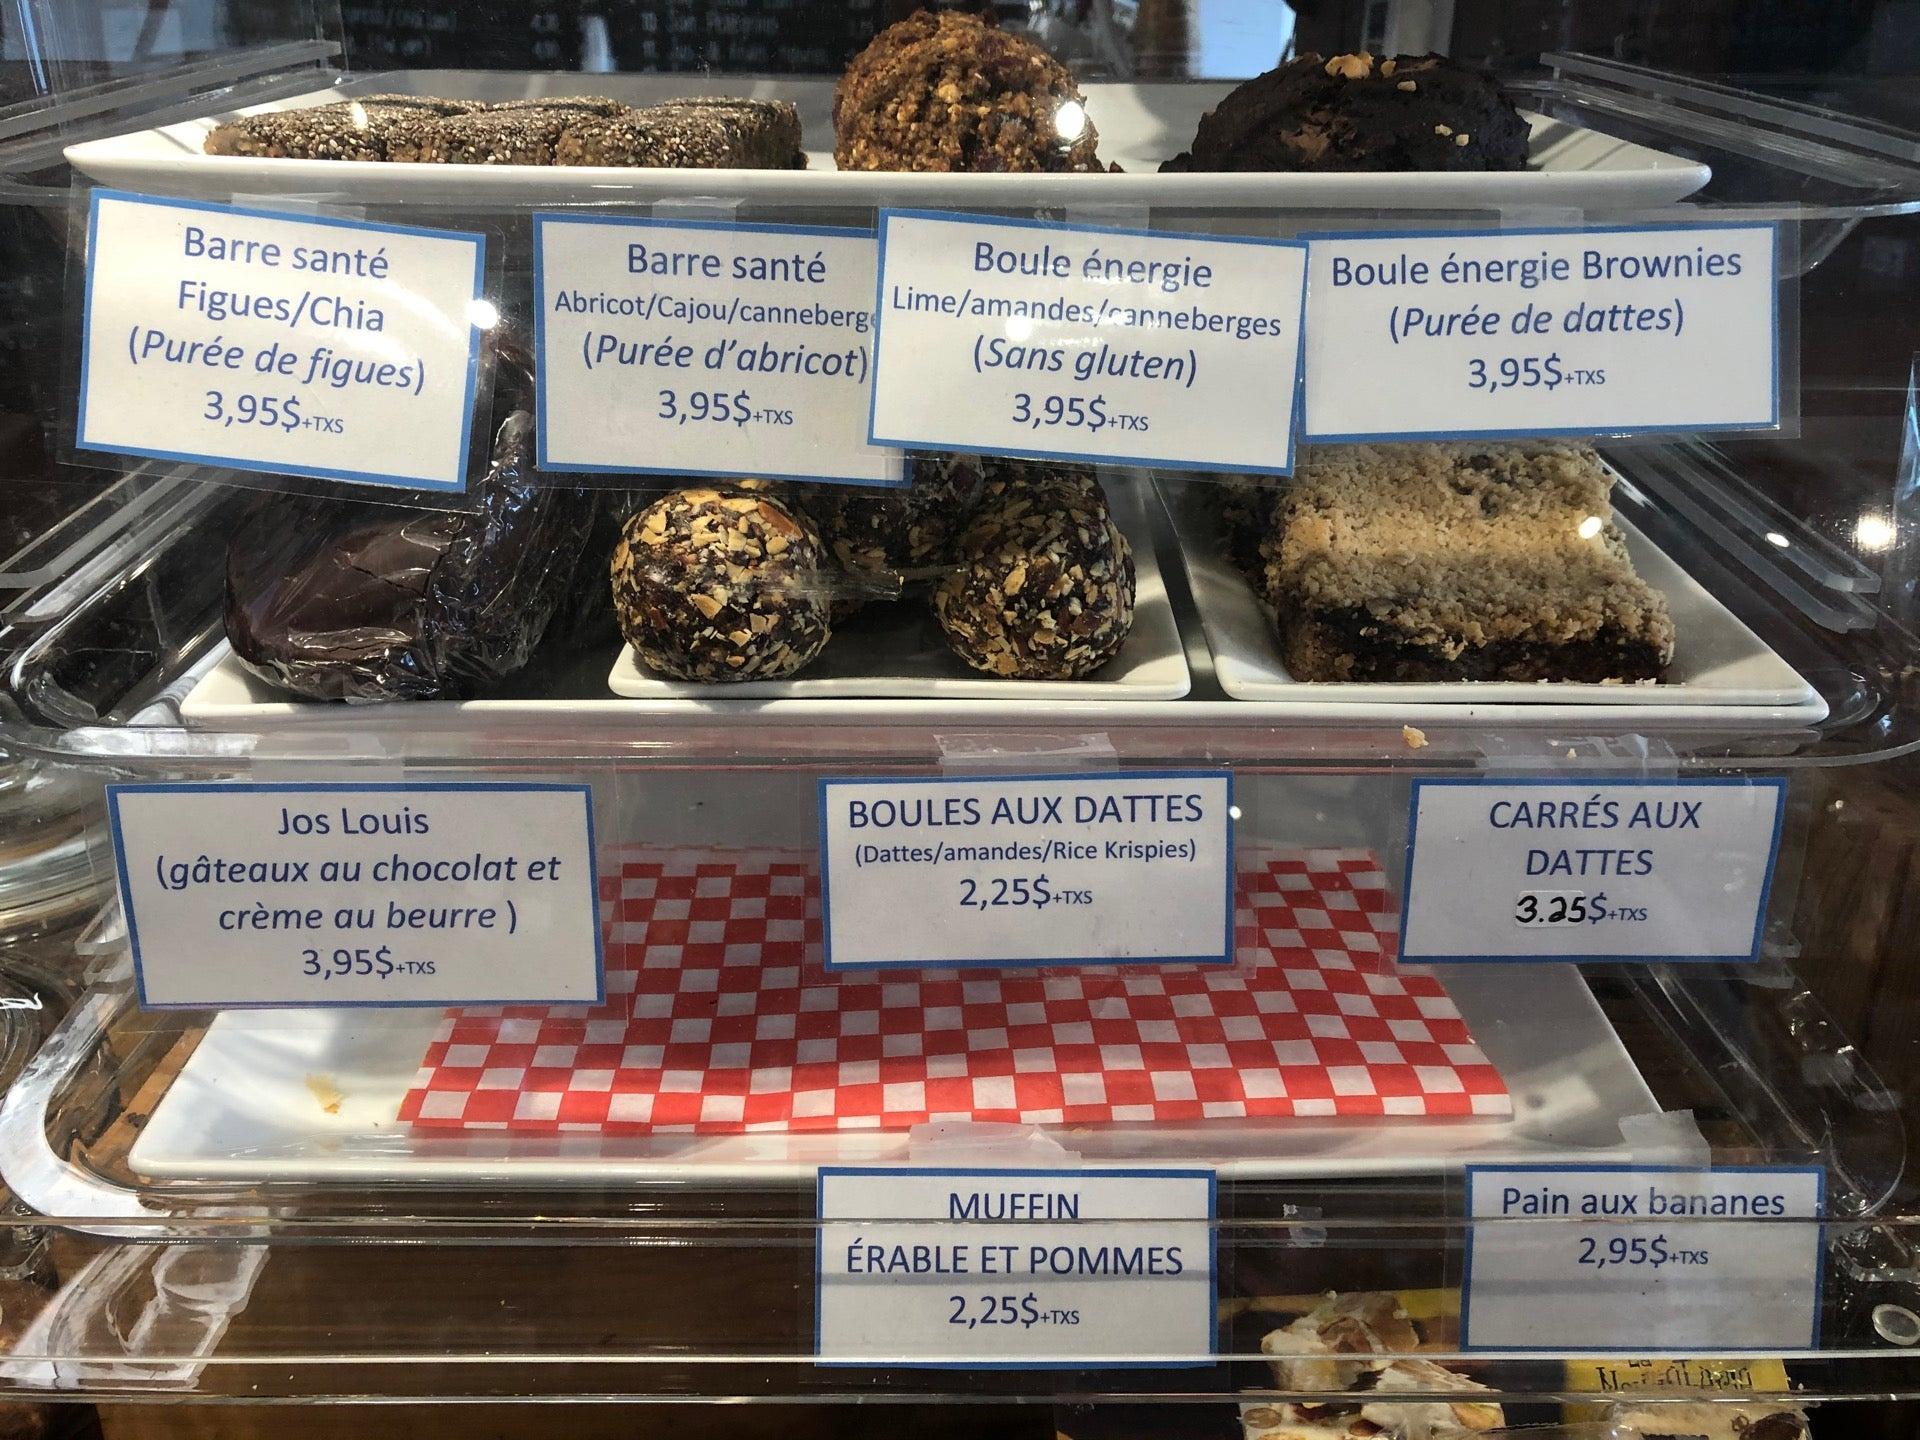 Barre santé
Figues/Chia
(Purée de figues)
3,95$+TXS
Barre santé
Abricot/Cajou/canneberge
(Purée d'abricot)
3,95$+TXS
Boule énergie
Lime/amandes/canneberges
(Sans gluten)
3,95$+TXS
Boule énergie Brownies
(Purée de dattes)
3,95$+TXS
Jos Louis
(gâteaux au chocolat et
crème au beurre )
3,95$+TXS
BOULES AUX DATTES
(Dattes/amandes/Rice Krispies)
2,25$+TXS
CARRÉS AUX
DATTES
3.25$+TXS
MUFFIN
ÉRABLE ET POMMES
2,25$+TXS
Pain aux bananes
2,95$+TXS